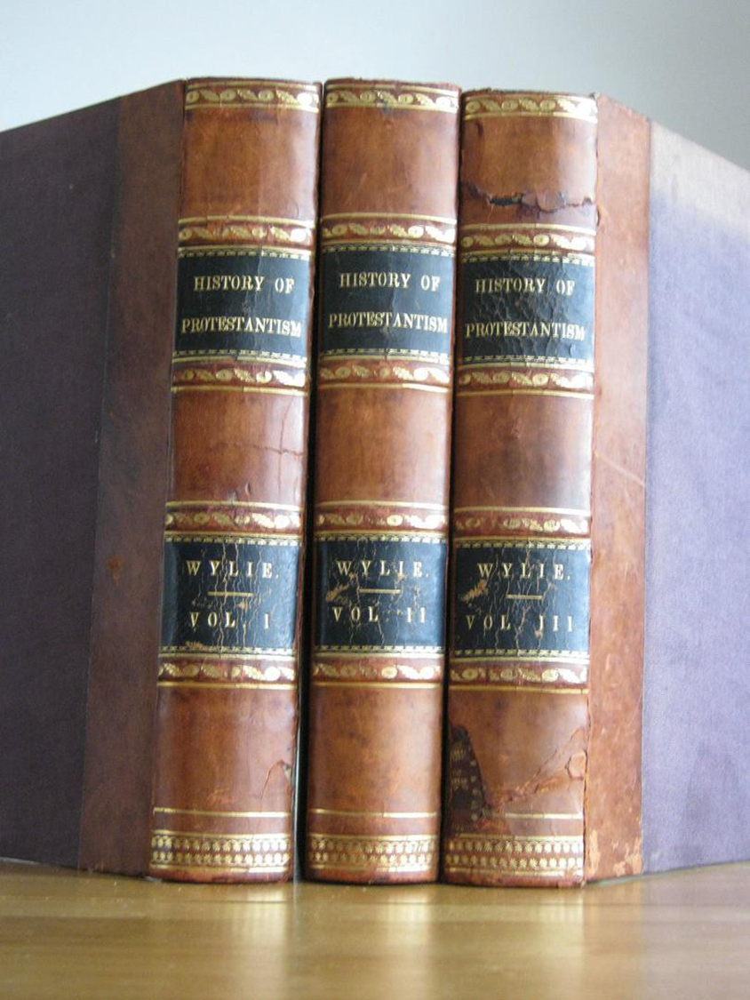 HISTORY OF
PROTESTANTISM
WYLIE.
VOL. I
HISTORY OF
PROTESTANTISM
WYLIE.
VOL. II
HISTORY OF
PROTESTANTISM
WYLIE.
VOL. III